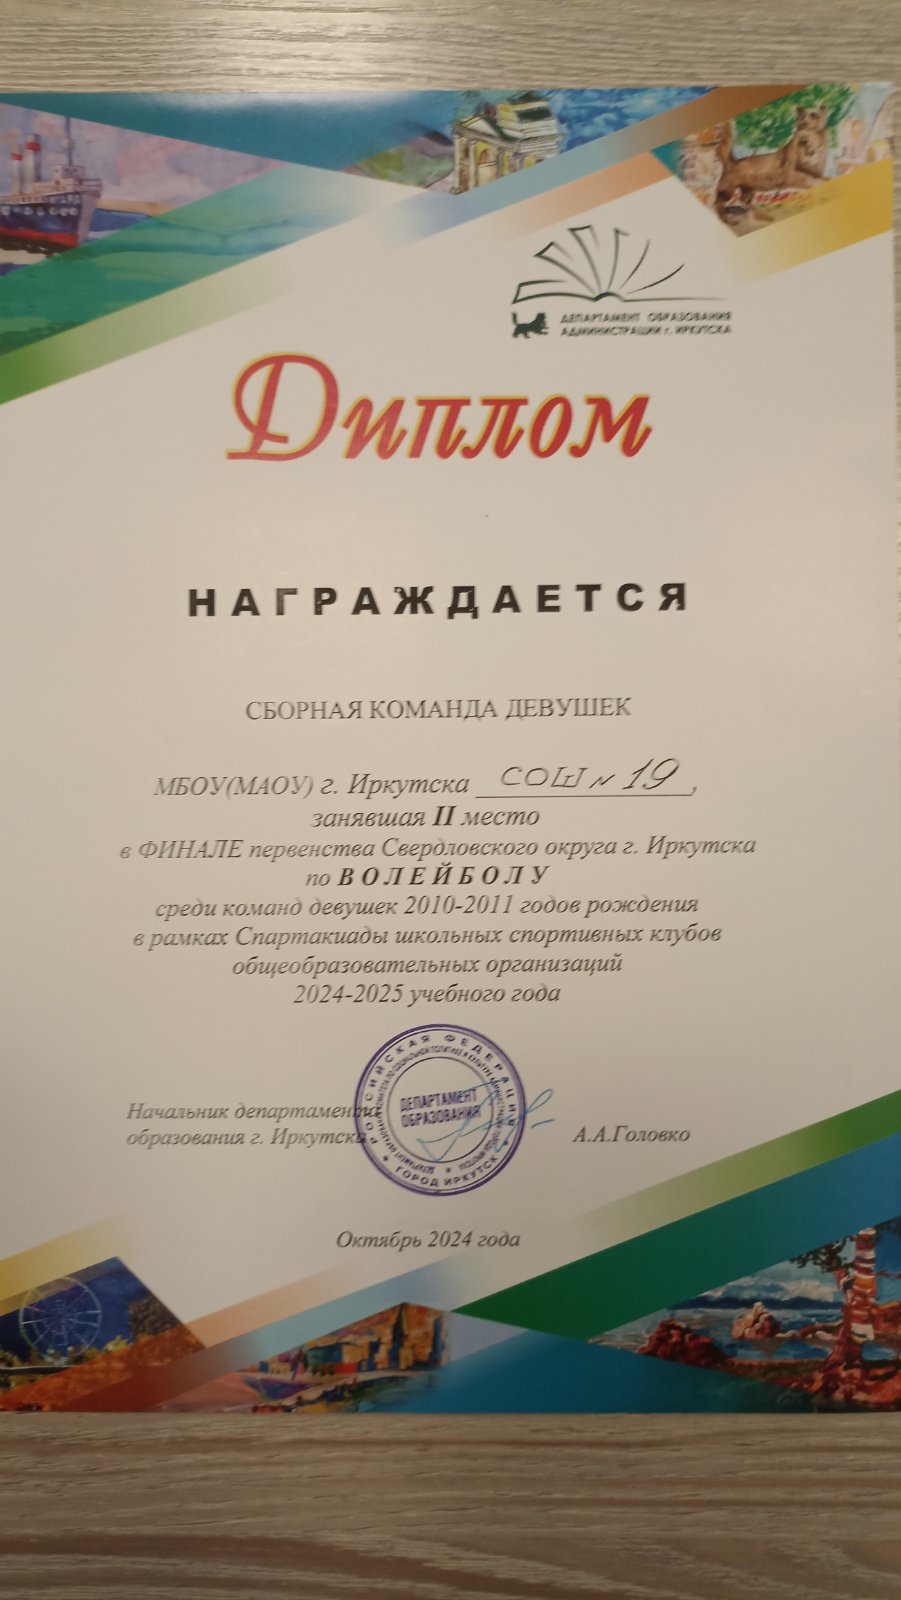 ДЕПАРТАМЕНТ ОБРАЗОВАНИЯ
АДМИНИСТРАЦИИ г. ИРКУТСКА
Диплом
НАГРАЖДАЕТСЯ
СБОРНАЯ КОМАНДА ДЕВУШЕК
МБОУ(МАОУ) г. Иркутска СОШ № 19,
занявшая II место
в ФИНАЛЕ первенства Свердловского округа г. Иркутска
по ВОЛЕЙБОЛУ
среди команд девушек 2010-2011 годов рождения
в рамках Спартакиады школьных спортивных клубов
общеобразовательных организаций
2024-2025 учебного года
РОССИЙСКАЯ ФЕДЕРАЦИЯ
ГОРОД ИРКУТСК
ДЕПАРТАМЕНТ
ОБРАЗОВАНИЯ
Начальник департамента
образования г. Иркутска А.А.Головко
Октябрь 2024 года